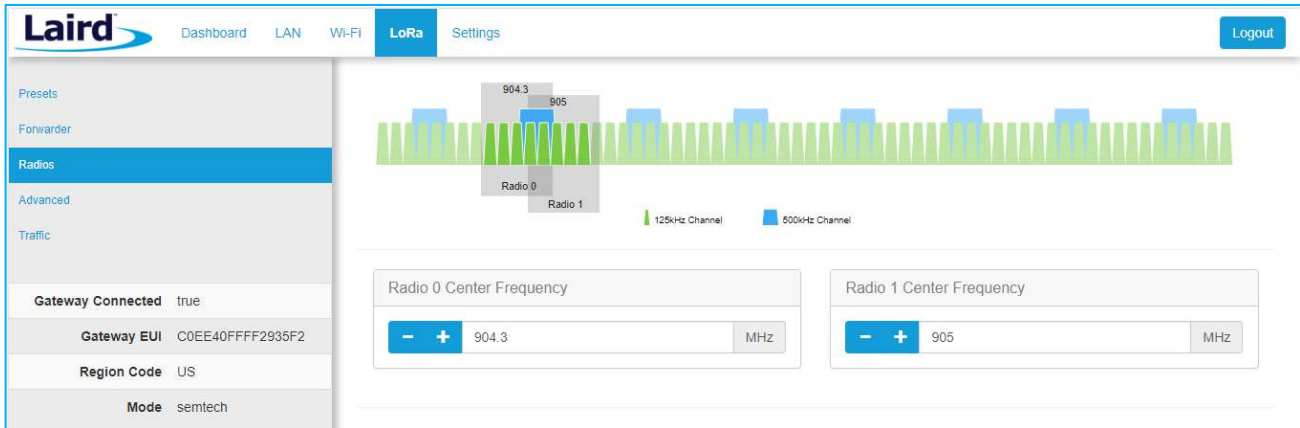 Laird Dashboard LAN Wi-Fi LoRa Settings Logout
Presets
Forwarder
Radios
Advanced
Traffic
Gateway Connected true
Gateway EUI C0EE40FFFF2935F2
Region Code US
Mode semtech
904.3
905
Radio 0
Radio 1
125kHz Channel 500kHz Channel
Radio 0 Center Frequency
− + 904.3 MHz
Radio 1 Center Frequency
− + 905 MHz